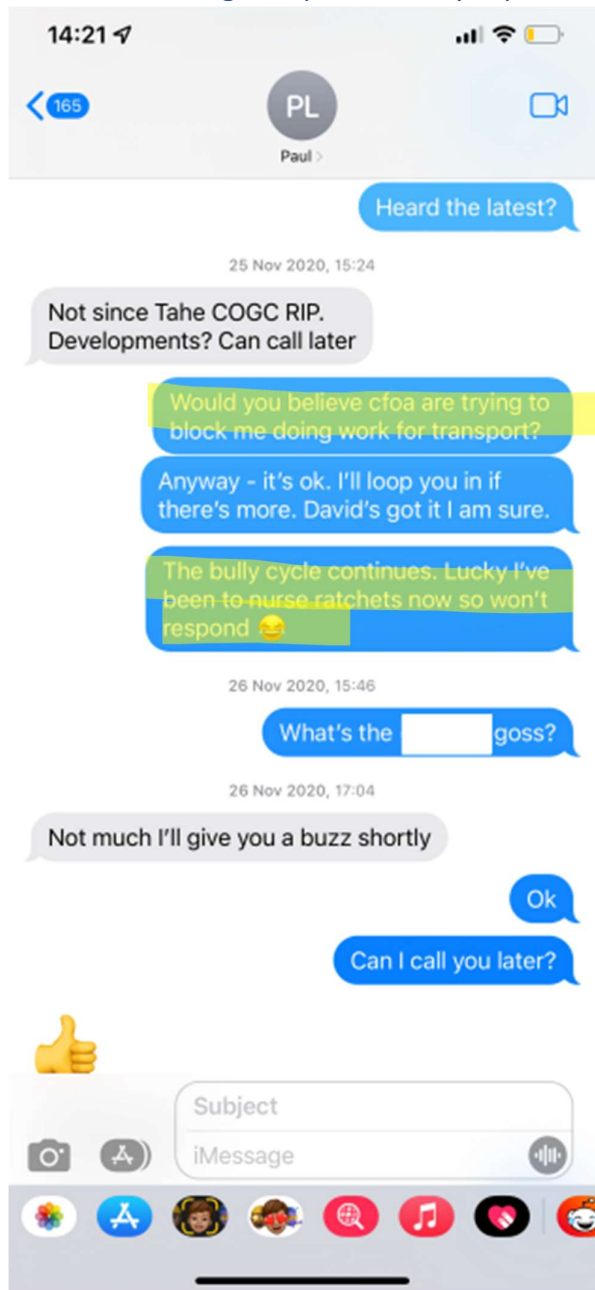 14:21
165
PL
Paul
Heard the latest?
25 Nov 2020, 15:24
Not since Tahe COGC RIP.
Developments? Can call later
Would you believe cfoa are trying to
block me doing work for transport?
Anyway - it's ok. I'll loop you in if
there's more. David's got it I am sure.
The bully cycle continues. Lucky I've
been to nurse ratchets now so won't
respond 😂
26 Nov 2020, 15:46
What's the goss?
26 Nov 2020, 17:04
Not much I'll give you a buzz shortly
Ok
Can I call you later?
👍
Subject
iMessage